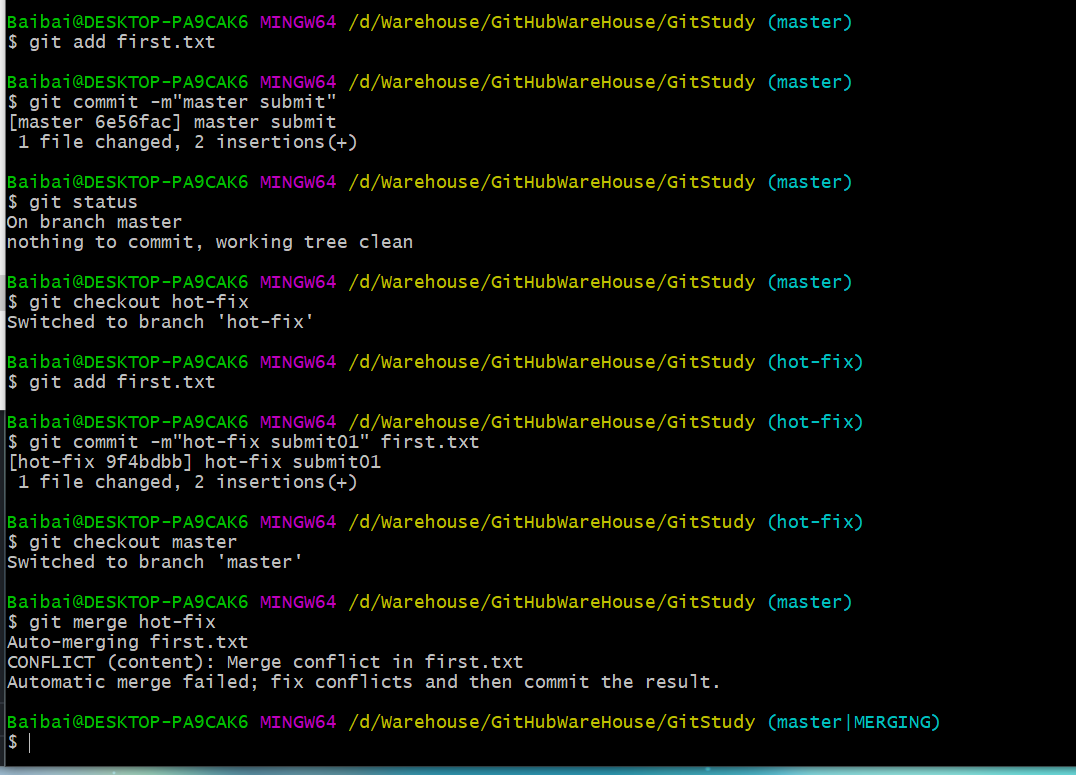 Baibai@DESKTOP-PA9CAK6 MINGW64 /d/Warehouse/GitHubWareHouse/GitStudy (master)
$ git add first.txt
Baibai@DESKTOP-PA9CAK6 MINGW64 /d/Warehouse/GitHubWareHouse/GitStudy (master)
$ git commit -m"master submit"
[master 6e56fac] master submit
1 file changed, 2 insertions(+)
Baibai@DESKTOP-PA9CAK6 MINGW64 /d/Warehouse/GitHubWareHouse/GitStudy (master)
$ git status
On branch master
nothing to commit, working tree clean
Baibai@DESKTOP-PA9CAK6 MINGW64 /d/Warehouse/GitHubWareHouse/GitStudy (master)
$ git checkout hot-fix
Switched to branch 'hot-fix'
Baibai@DESKTOP-PA9CAK6 MINGW64 /d/Warehouse/GitHubWareHouse/GitStudy (hot-fix)
$ git add first.txt
Baibai@DESKTOP-PA9CAK6 MINGW64 /d/Warehouse/GitHubWareHouse/GitStudy (hot-fix)
$ git commit -m"hot-fix submit01" first.txt
[hot-fix 9f4bdbb] hot-fix submit01
1 file changed, 2 insertions(+)
Baibai@DESKTOP-PA9CAK6 MINGW64 /d/Warehouse/GitHubWareHouse/GitStudy (hot-fix)
$ git checkout master
Switched to branch 'master'
Baibai@DESKTOP-PA9CAK6 MINGW64 /d/Warehouse/GitHubWareHouse/GitStudy (master)
$ git merge hot-fix
Auto-merging first.txt
CONFLICT (content): Merge conflict in first.txt
Automatic merge failed; fix conflicts and then commit the result.
Baibai@DESKTOP-PA9CAK6 MINGW64 /d/Warehouse/GitHubWareHouse/GitStudy (master|MERGING)
$